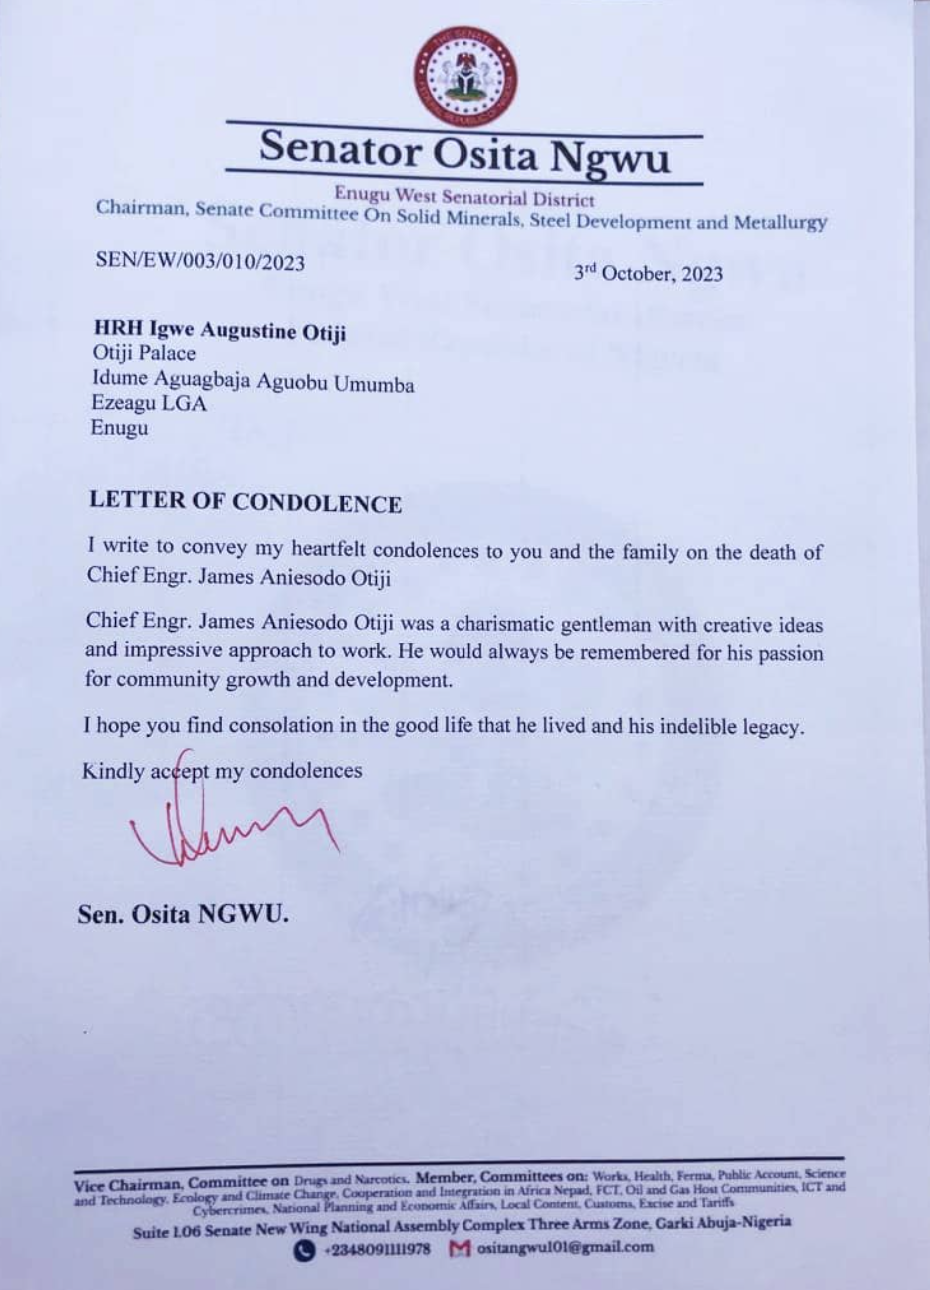 THE SENATE
FEDERAL REPUBLIC OF NIGERIA
Senator Osita Ngwu
Enugu West Senatorial District
Chairman, Senate Committee On Solid Minerals, Steel Development and Metallurgy
SEN/EW/003/010/2023
3rd October, 2023
HRH Igwe Augustine Otiji
Otiji Palace
Idume Aguagbaja Aguobu Umumba
Ezeagu LGA
Enugu
LETTER OF CONDOLENCE
I write to convey my heartfelt condolences to you and the family on the death of
Chief Engr. James Aniesodo Otiji
Chief Engr. James Aniesodo Otiji was a charismatic gentleman with creative ideas
and impressive approach to work. He would always be remembered for his passion
for community growth and development.
I hope you find consolation in the good life that he lived and his indelible legacy.
Kindly accept my condolences
Sen. Osita NGWU.
Vice Chairman, Committee on Drugs and Narcotics, Member, Committees on: Works, Health, Ferma, Public Account, Science
and Technology, Ecology and Climate Change, Cooperation and Integration in Africa Nepad, FCT, Oil and Gas Host Communities, ICT and
Cybercrimes, National Planning and Economic Affairs, Local Content, Customs, Excise and Tariffs
Suite 1.06 Senate New Wing National Assembly Complex Three Arms Zone, Garki Abuja-Nigeria
+2348091111978 ositangwu101@gmail.com